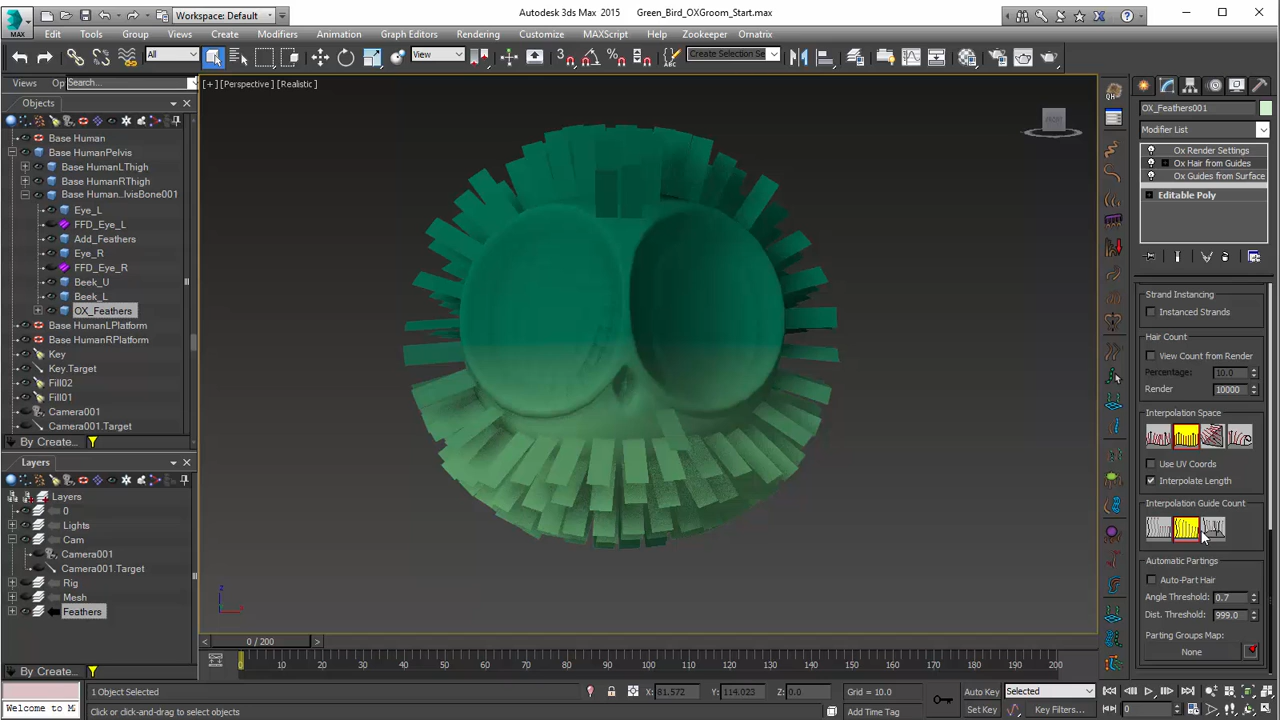 MAX
Workspace: Default
Autodesk 3ds Max 2015
Green_Bird_OXGroom_Start.max
Edit Tools Group Views Create Modifiers Animation Graph Editors Rendering Customize MAXScript Help Zookeeper Ornatrix
All
View
Create Selection Se
Views
Op
Search...
[+] [Perspective] [Realistic]
OX_Feathers001
Objects
Modifier List
Base Human
Base HumanPelvis
Base HumanLThigh
Base HumanRThigh
Base Human..lvisBone001
Eye_L
FFD_Eye_L
Add_Feathers
Eye_R
FFD_Eye_R
Beek_U
Beek_L
OX_Feathers
Base HumanLPlatform
Base HumanRPlatform
Key
Key.Target
Fill02
Fill01
Camera001
Camera001.Target
By Create...
Layers
Layers
0
Lights
Cam
Camera001
Camera001.Target
Rig
Mesh
Feathers
By Create...
FRONT
Ox Render Settings
Ox Hair from Guides
Ox Guides from Surface
Editable Poly
Strand Instancing
Instanced Strands
Hair Count
View Count from Render
Percentage: 10.0
Render 10000
Interpolation Space
Use UV Coords
Interpolate Length
Interpolation Guide Count
Automatic Partings
Auto-Part Hair
Angle Threshold: 0.7
Dist. Threshold: 999.0
Parting Groups Map:
None
z
x
0 / 200
0 10 20 30 40 50 60 70 80 90 100 110 120 130 140 150 160 170 180 190 200
1 Object Selected
X: 81.572
Y: 114.023
Z: 0.0
Grid = 10.0
Auto Key
Selected
Welcome to M
Click or click-and-drag to select objects
Add Time Tag
Set Key
Key Filters...
0